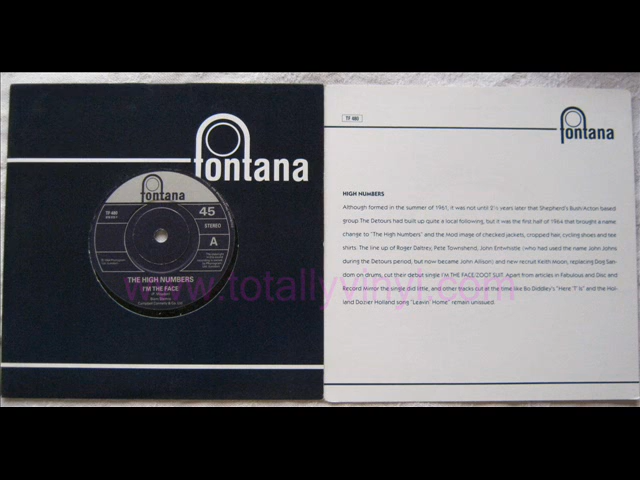 fontana
fontana
TF 480
45
STEREO
A
THE HIGH NUMBERS
I'M THE FACE
www.totallyvinyl.com
TF 480
fontana
HIGH NUMBERS
Although formed in the summer of 1961, it was not until 2½ years later that Shepherd's Bush/Acton based
group The Detours had built up quite a local following, but it was the first half of 1964 that brought a name
change to "The High Numbers" and the Mod image of checked jackets, cropped hair, cycling shoes and tee
shirts. The line up of Roger Daltrey, Pete Townshend, John Entwhistle (who had used the name John Johns
during the Detours period, but now became John Allison) and new recruit Keith Moon, replacing Dog San-
dom on drums, cut their debut single I'M THE FACE/ZOOT SUIT. Apart from articles in Fabulous and Disc and
Record Mirror the single did little, and other tracks cut at the time like Bo Diddley's "Here 'T Is" and the Hol-
land Dozier Holland song "Leavin' Home" remain unissued.